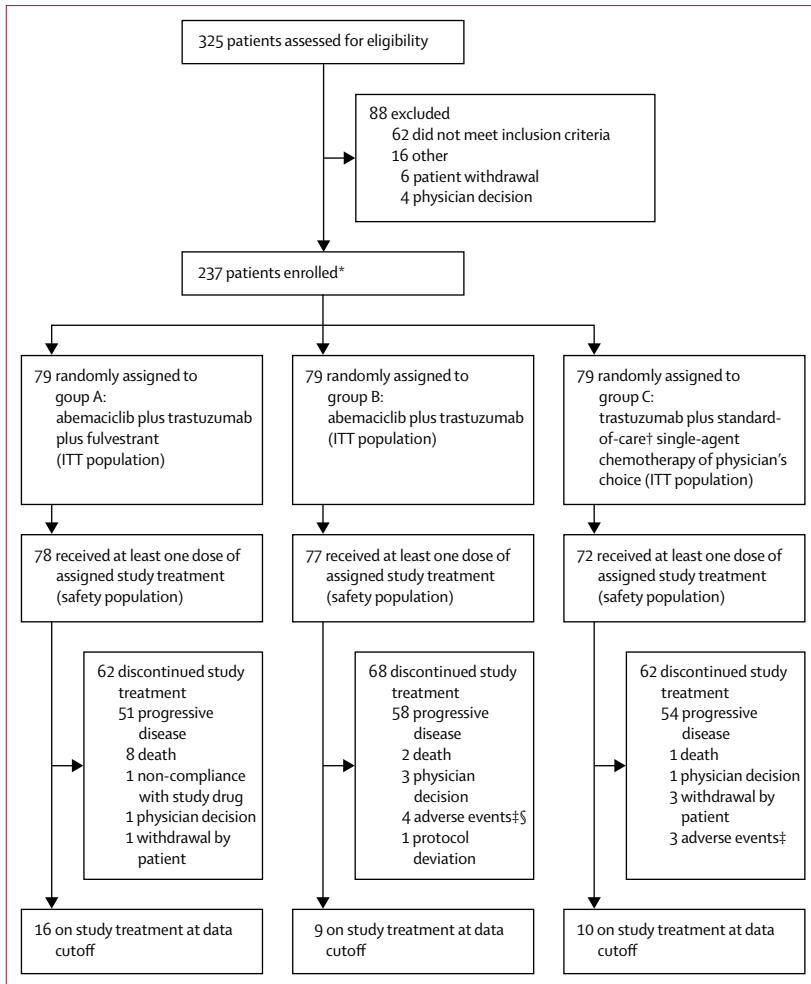 325 patients assessed for eligibility
88 excluded
62 did not meet inclusion criteria
16 other
6 patient withdrawal
4 physician decision
237 patients enrolled*
79 randomly assigned to
goup A:
abemaciclib plus trastuzumab
plus fulvestrant
(ITT population)
79 randomly assigned to
group B:
abemaciclib plus trastuzumab
(ITT population)
79 randomly assigned to
group C:
trastuzumab plus standard-
of-care† single-agent
chemotherapy of physician's
choice (ITT population)
78 received at least one dose of
assigned study treatment
(safety population)
77 received at least one dose of
assigned study treatment
(safety population)
72 received at least one dose of
assigned study treatment
(safety population)
62 discontinued study
treatment
51 progressive
disease
8 death
1 non-compliance
with study drug
1 physician decision
1 withdrawal by
patient
68 discontinued study
treatment
58 progressive
disease
2 death
3 physician
decision
4 adverse events‡§
1 protocol
deviation
62 discontinued study
treatment
54 progressive
disease
1 death
1 physician decision
3 withdrawal by
patient
3 adverse events‡
16 on study treatment at data
cutoff
9 on study treatment at data
cutoff
10 on study treatment at data
cutoff